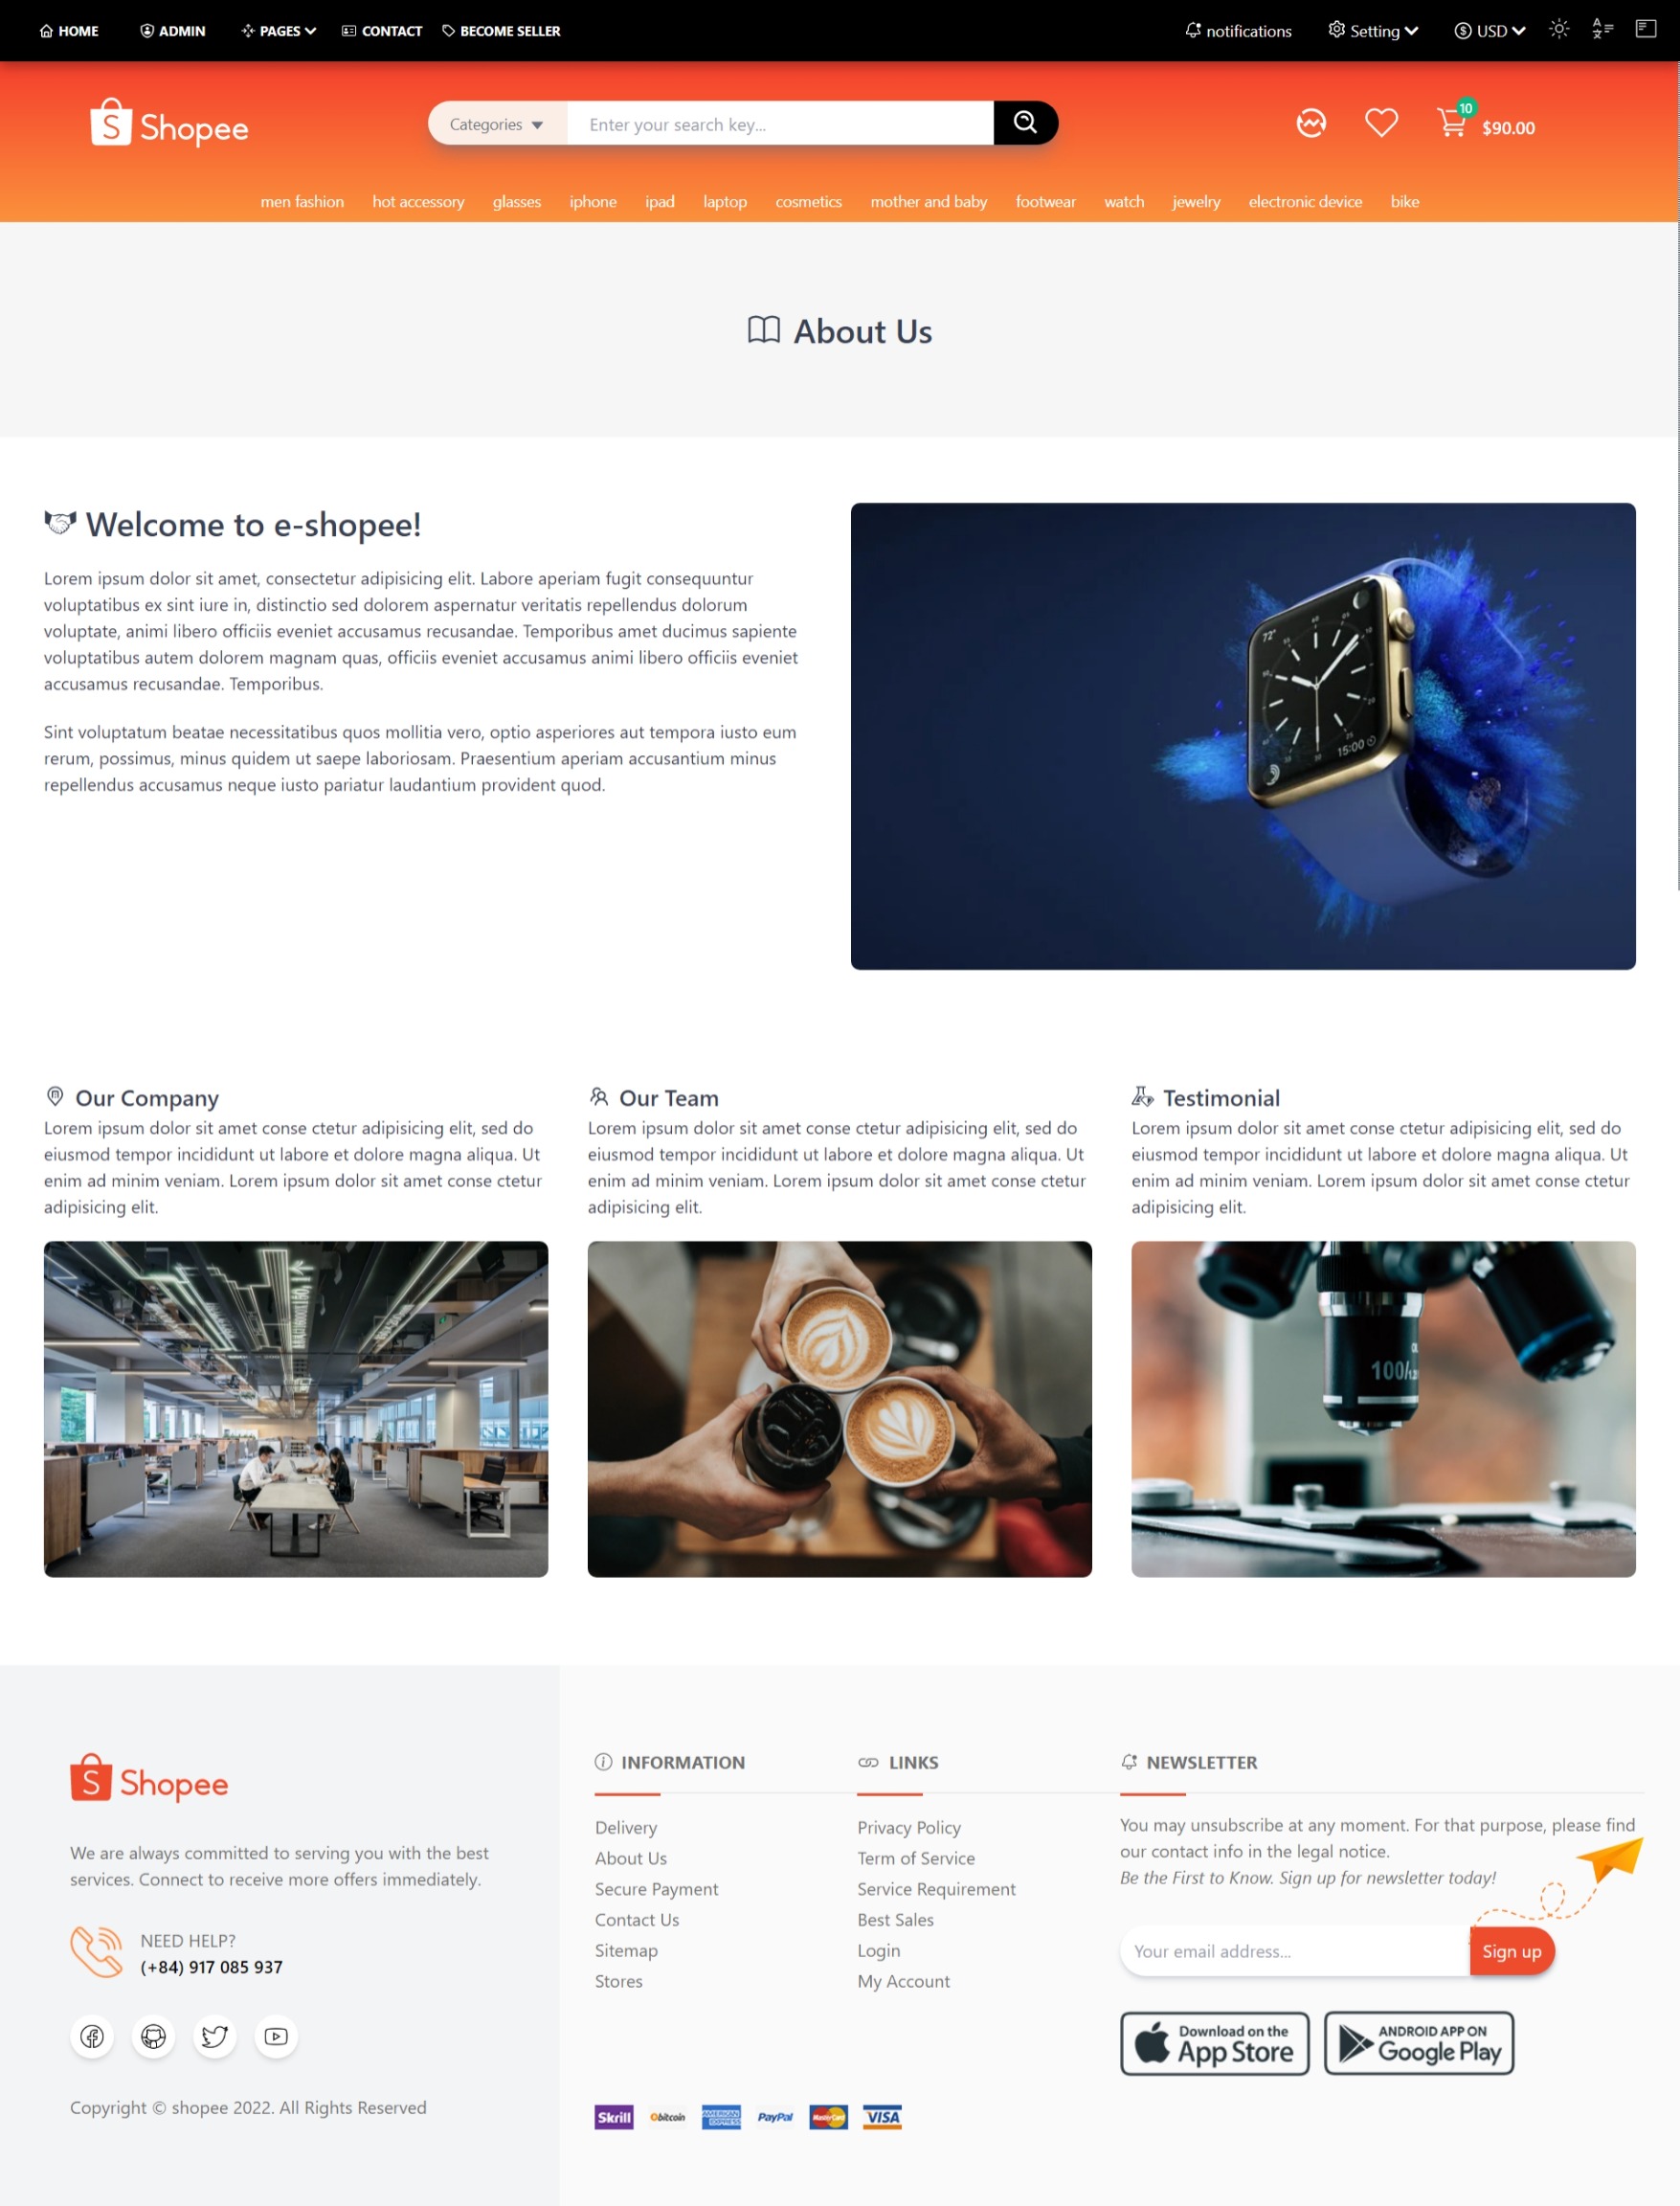 HOME ADMIN PAGES CONTACT BECOME SELLER notifications Setting USD
Shopee
Categories Enter your search key... 10 $90.00
men fashion hot accessory glasses iphone ipad laptop cosmetics mother and baby footwear watch jewelry electronic device bike
About Us
Welcome to e-shopee!
Lorem ipsum dolor sit amet, consectetur adipisicing elit. Labore aperiam fugit consequuntur
voluptatibus ex sint iure in, distinctio sed dolorem aspernatur veritatis repellendus dolorum
voluptate, animi libero officiis eveniet accusamus recusandae. Temporibus amet ducimus sapiente
voluptatibus autem dolorem magnam quas, officiis eveniet accusamus animi libero officiis eveniet
accusamus recusandae. Temporibus.
Sint voluptatum beatae necessitatibus quos mollitia vero, optio asperiores aut tempora iusto eum
rerum, possimus, minus quidem ut saepe laboriosam. Praesentium aperiam accusantium minus
repellendus accusamus neque iusto pariatur laudantium provident quod.
72°
15:00
Our Company
Lorem ipsum dolor sit amet conse ctetur adipisicing elit, sed do
eiusmod tempor incididunt ut labore et dolore magna aliqua. Ut
enim ad minim veniam. Lorem ipsum dolor sit amet conse ctetur
adipisicing elit.
Our Team
Lorem ipsum dolor sit amet conse ctetur adipisicing elit, sed do
eiusmod tempor incididunt ut labore et dolore magna aliqua. Ut
enim ad minim veniam. Lorem ipsum dolor sit amet conse ctetur
adipisicing elit.
Testimonial
Lorem ipsum dolor sit amet conse ctetur adipisicing elit, sed do
eiusmod tempor incididunt ut labore et dolore magna aliqua. Ut
enim ad minim veniam. Lorem ipsum dolor sit amet conse ctetur
adipisicing elit.
100/
Shopee
We are always committed to serving you with the best
services. Connect to receive more offers immediately.
NEED HELP?
(+84) 917 085 937
Copyright © shopee 2022. All Rights Reserved
INFORMATION
Delivery
About Us
Secure Payment
Contact Us
Sitemap
Stores
LINKS
Privacy Policy
Term of Service
Service Requirement
Best Sales
Login
My Account
NEWSLETTER
You may unsubscribe at any moment. For that purpose, please find
our contact info in the legal notice.
Be the First to Know. Sign up for newsletter today!
Your email address... Sign up
Download on the
App Store
ANDROID APP ON
Google Play
Skrill bitcoin AMERICAN EXPRESS PayPal MasterCard VISA